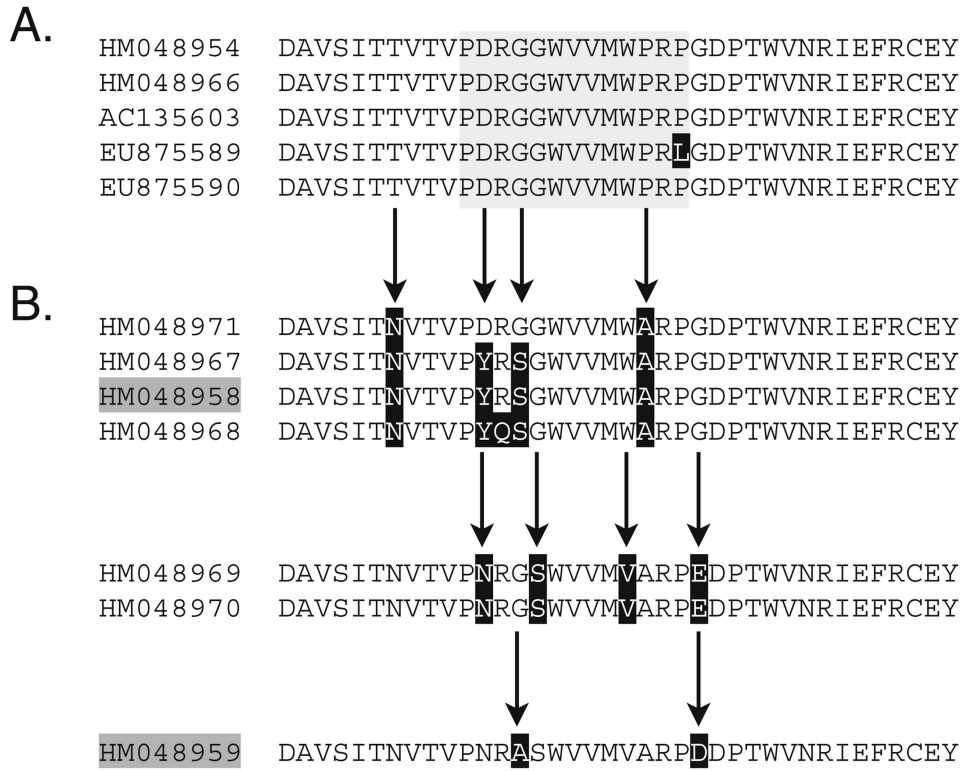 A.
HM048954 DAVSITTVTVPDRGGWVVMWPRPGDPTWVNRIEFRCEY
HM048966 DAVSITTVTVPDRGGWVVMWPRPGDPTWVNRIEFRCEY
AC135603 DAVSITTVTVPDRGGWVVMWPRPGDPTWVNRIEFRCEY
EU875589 DAVSITTVTVPDRGGWVVMWPRLGDPTWVNRIEFRCEY
EU875590 DAVSITTVTVPDRGGWVVMWPRPGDPTWVNRIEFRCEY
B.
HM048971 DAVSITNVTVPDRGGWVVMWARPGDPTWVNRIEFRCEY
HM048967 DAVSITNVTVPYRSGWVVMWARPGDPTWVNRIEFRCEY
HM048958 DAVSITNVTVPYRSGWVVMWARPGDPTWVNRIEFRCEY
HM048968 DAVSITNVTVPYQSGWVVMWARPGDPTWVNRIEFRCEY
HM048969 DAVSITNVTVPNRGSWVVMVARPEDPTWVNRIEFRCEY
HM048970 DAVSITNVTVPNRGSWVVMVARPEDPTWVNRIEFRCEY
HM048959 DAVSITNVTVPNRASWVVMVARPDDPTWVNRIEFRCEY